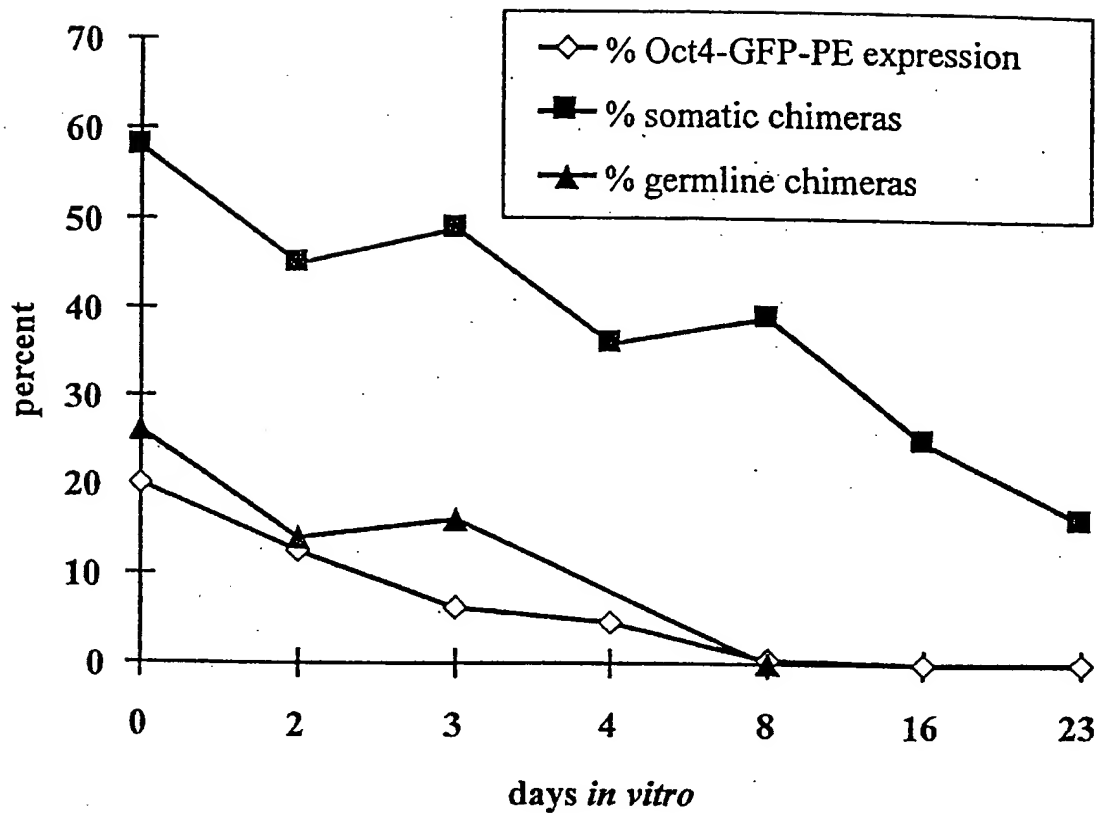 % Oct4-GFP-PE expression
% somatic chimeras
% germline chimeras
percent
70
60
50
40
30
20
10
0
0 2 3 4 8 16 23
days in vitro